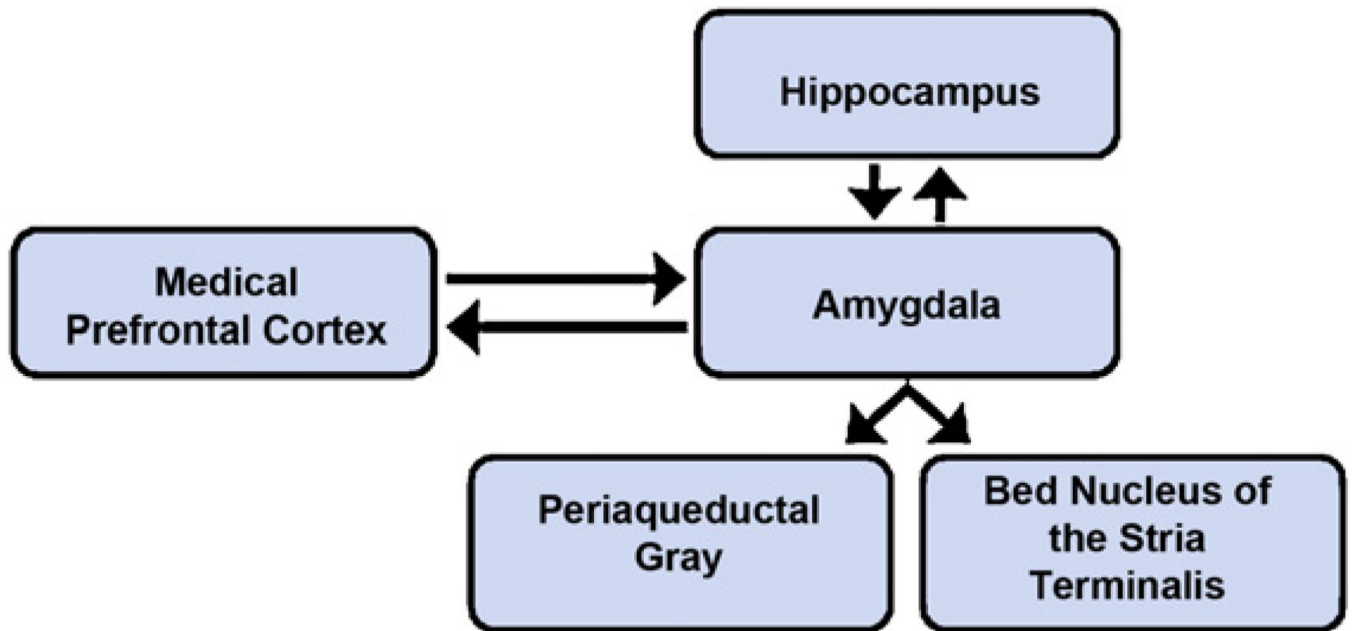 Hippocampus
Medical
Prefrontal Cortex
Amygdala
Periaqueductal
Gray
Bed Nucleus of
the Stria
Terminalis